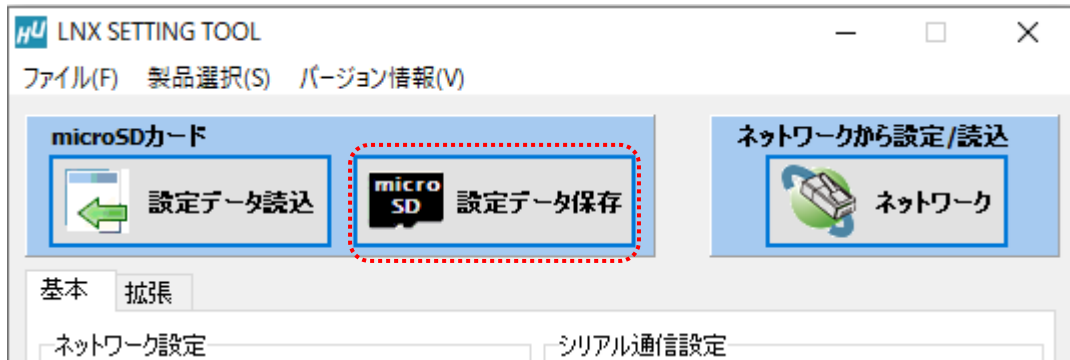 HU LNX SETTING TOOL
ファイル(F) 製品選択(S) バージョン情報(V)
microSDカード
設定データ読込
micro
SD
設定データ保存
ネットワークから設定/読込
ネットワーク
基本 拡張
ネットワーク設定
シリアル通信設定